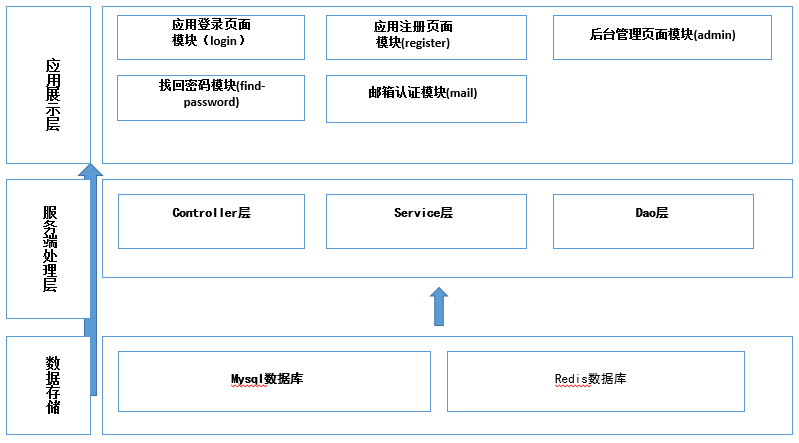 应用展示层
应用登录页面
模块（login）
应用注册页面
模块(register)
后台管理页面模块(admin)
找回密码模块(find-
password)
邮箱认证模块(mail)
服务端处理层
Controller层
Service层
Dao层
数据存储
Mysql数据库
Redis数据库